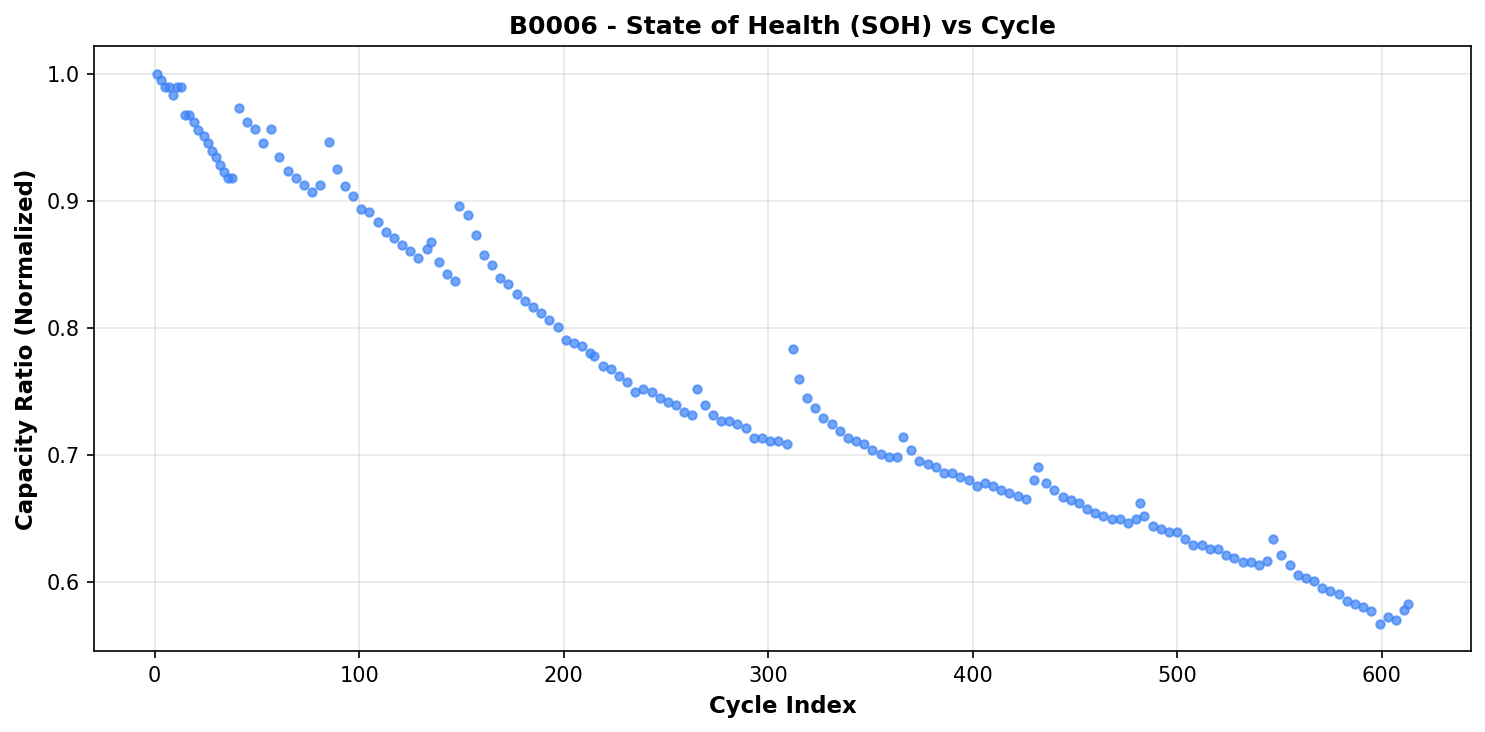 B0006 - State of Health (SOH) vs Cycle
Capacity Ratio (Normalized)
1.0
0.9
0.8
0.7
0.6
0 100 200 300 400 500 600
Cycle Index